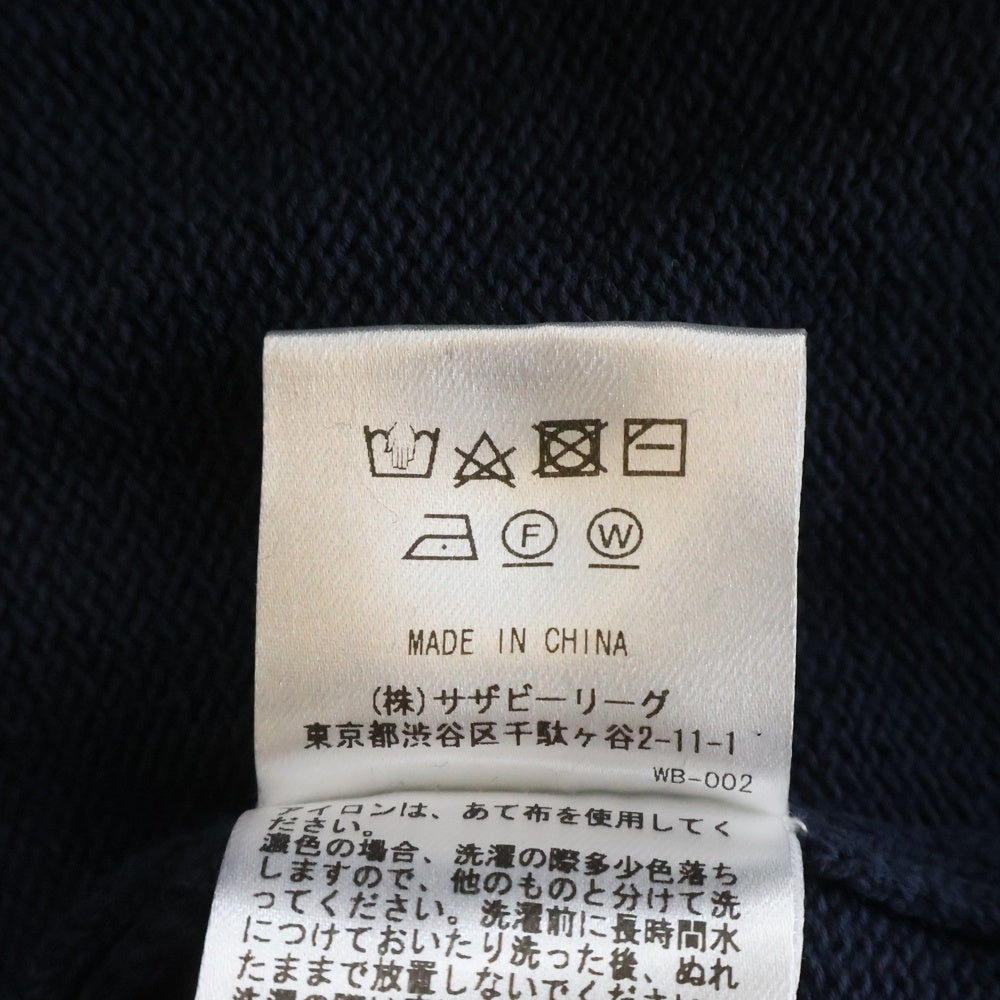 F W
MADE IN CHINA
(株)サザビーリーグ
東京都渋谷区千駄ヶ谷2-11-1
WB-002
アイロンは、あて布を使用してく
ださい。
濃色の場合、洗濯の際多少色落ち
しますので、他のものと分けて洗
ってください。洗濯前に長時間水
につけておいたり洗った後、ぬれ
たままで放置しないでください。